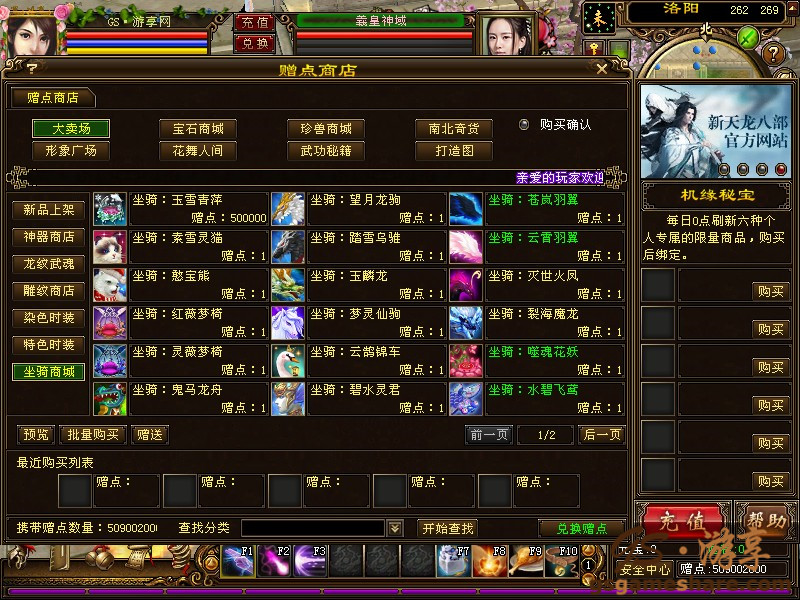 GS·游享网
充值
兑换
義皇神域
未
洛阳
262 269
北
?
?
赠点商店
×
赠点商店
大卖场
宝石商城
珍兽商城
南北奇货
购买确认
形象广场
花舞人间
武功秘籍
打造图
亲爱的玩家欢迎
新品上架
神器商店
龙纹武魂
雕纹商店
染色时装
特色时装
坐骑商城
坐骑：玉雪青萍
赠点：500000
坐骑：望月龙驹
赠点：1
坐骑：苍岚羽翼
赠点：1
坐骑：索雪灵猫
赠点：1
坐骑：踏雪乌骓
赠点：1
坐骑：云霄羽翼
赠点：1
坐骑：憨宝熊
赠点：1
坐骑：玉麟龙
赠点：1
坐骑：灭世火凤
赠点：1
坐骑：红薇梦椅
赠点：1
坐骑：梦灵仙驹
赠点：1
坐骑：裂海魔龙
赠点：1
坐骑：灵薇梦椅
赠点：1
坐骑：云鹊锦车
赠点：1
坐骑：噬魂花妖
赠点：1
坐骑：鬼马龙舟
赠点：1
坐骑：碧水灵君
赠点：1
坐骑：水碧飞鸢
赠点：1
预览
批量购买
赠送
前一页
1/2
后一页
最近购买列表
赠点：
赠点：
赠点：
赠点：
赠点：
携带赠点数量：509002000
查找分类
开始查找
兑换赠点
新天龙八部
官方网站
机缘秘宝
每日0点刷新六种个
人专属的限量商品，购买
后绑定。
购买
购买
购买
购买
购买
购买
充值
帮助
F1
F2
F3
F7
F8
F9
F10
1
元宝:0
安全中心
赠点:509002000
游享
gsgameshare.com